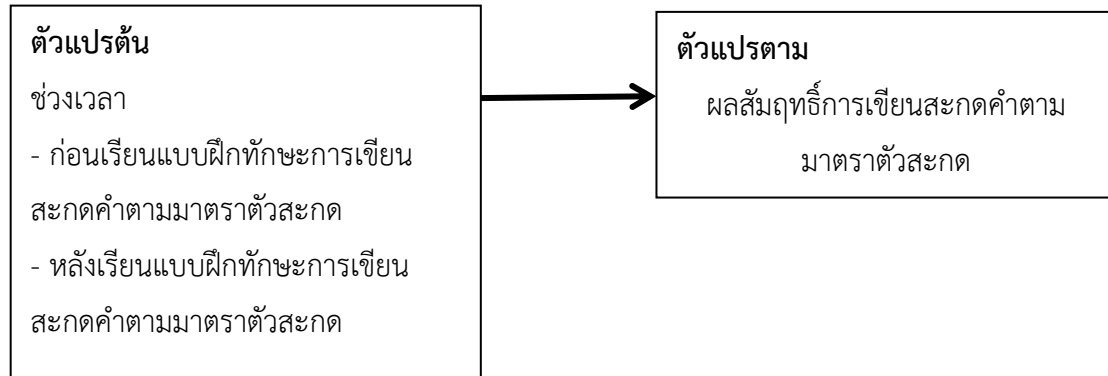 ตัวแปรต้น
ช่วงเวลา
- ก่อนเรียนแบบฝึกทักษะการเขียน
สะกดคำตามมาตราตัวสะกด
- หลังเรียนแบบฝึกทักษะการเขียน
สะกดคำตามมาตราตัวสะกด
ตัวแปรตาม
ผลสัมฤทธิ์การเขียนสะกดคำตาม
มาตราตัวสะกด